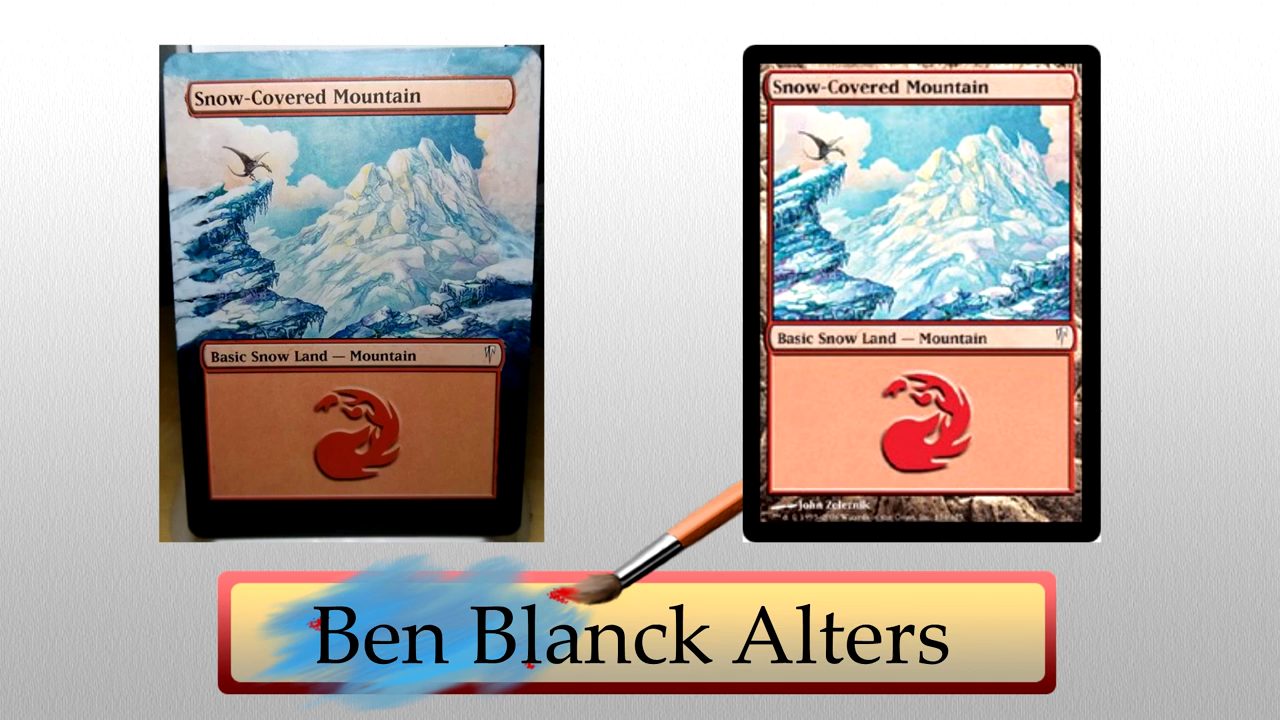 Snow-Covered Mountain
Basic Snow Land — Mountain
Snow-Covered Mountain
Basic Snow Land — Mountain
John Zeleznik
Ben Blanck Alters